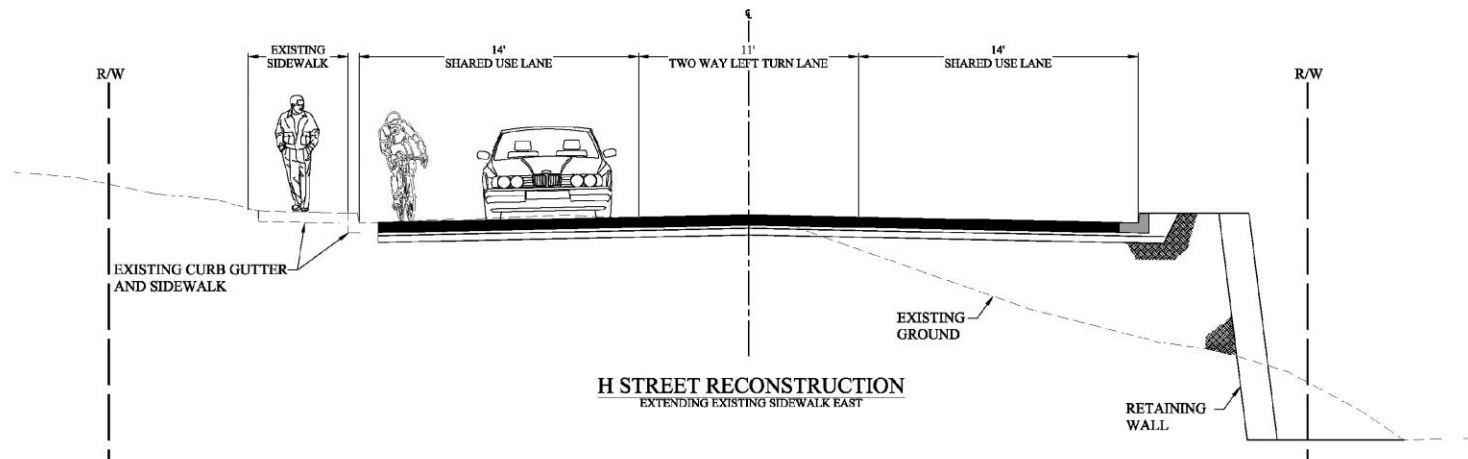 ℄
EXISTING
SIDEWALK
14'
SHARED USE LANE
11'
TWO WAY LEFT TURN LANE
14'
SHARED USE LANE
R/W
R/W
EXISTING CURB GUTTER
AND SIDEWALK
EXISTING
GROUND
H STREET RECONSTRUCTION
EXTENDING EXISTING SIDEWALK EAST
RETAINING
WALL